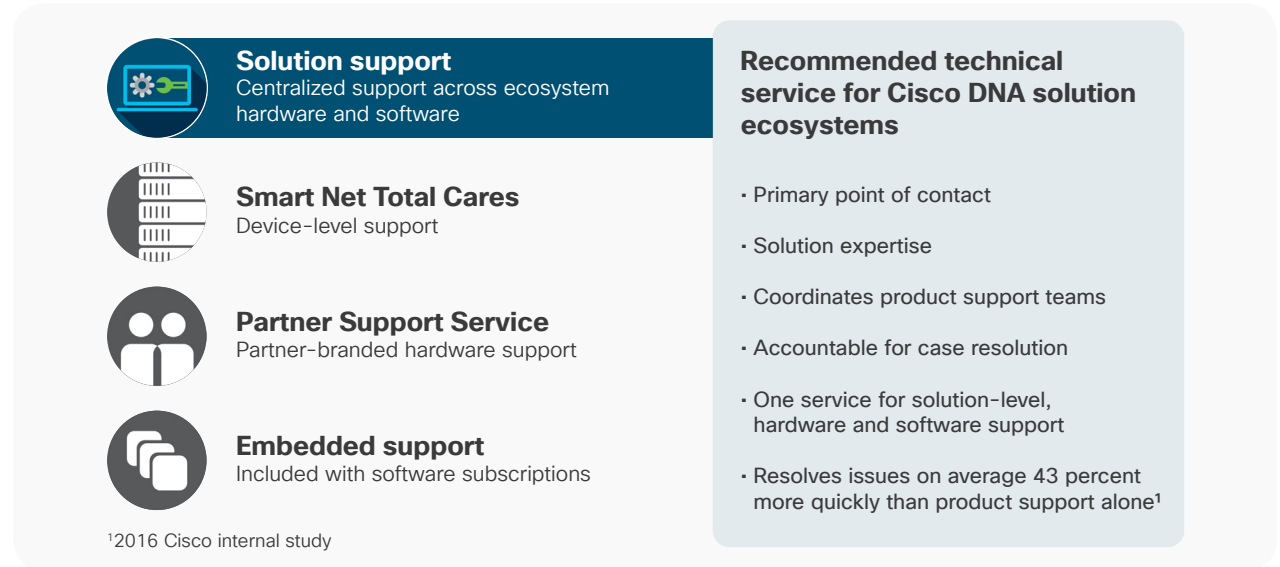 Solution support
Centralized support across ecosystem
hardware and software
Smart Net Total Cares
Device-level support
Partner Support Service
Partner-branded hardware support
Embedded support
Included with software subscriptions
¹2016 Cisco internal study
Recommended technical
service for Cisco DNA solution
ecosystems
· Primary point of contact
· Solution expertise
· Coordinates product support teams
· Accountable for case resolution
· One service for solution-level,
hardware and software support
· Resolves issues on average 43 percent
more quickly than product support alone¹